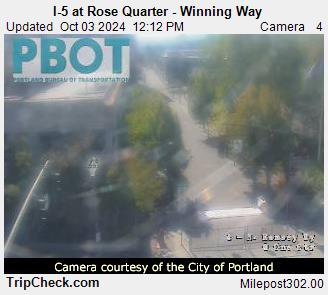 I-5 at Rose Quarter - Winning Way
Updated Oct 03 2024 12:12 PM Camera 4
PBOT
PORTLAND BUREAU OF TRANSPORTATION
Camera courtesy of the City of Portland
TripCheck.com Milepost302.00